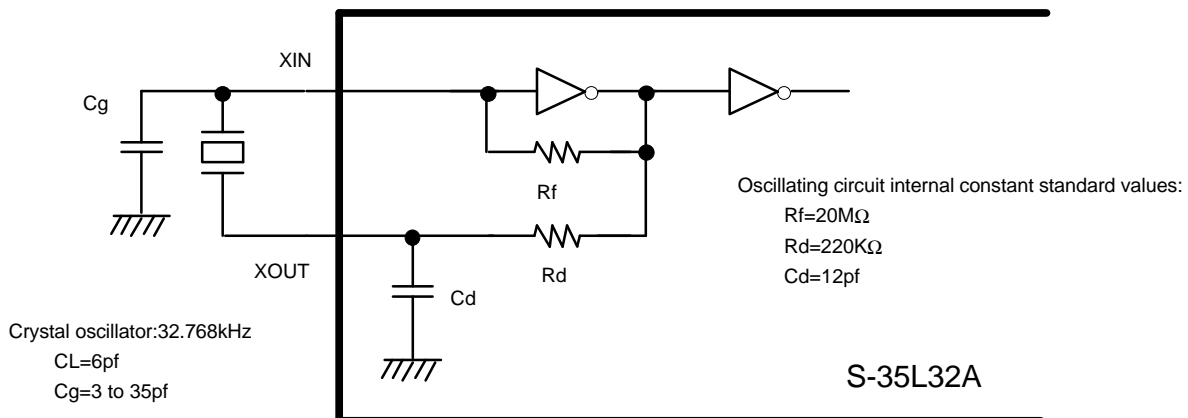 XIN
Cg
Rf
Oscillating circuit internal constant standard values:
Rf=20MΩ
Rd=220KΩ
Cd=12pf
XOUT
Rd
Cd
Crystal oscillator:32.768kHz
CL=6pf
Cg=3 to 35pf
S-35L32A